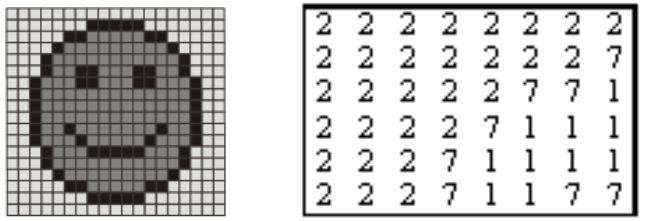 2 2 2 2 2 2 2 2
2 2 2 2 2 2 2 7
2 2 2 2 2 7 7 1
2 2 2 2 7 1 1 1
2 2 2 7 1 1 1 1
2 2 2 7 1 1 7 7